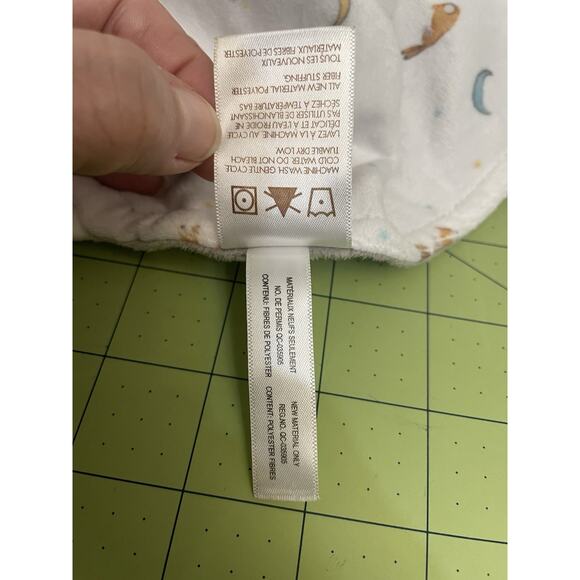 MACHINE WASH, GENTLE CYCLE
COLD WATER DO NOT BLEACH
TUMBLE DRY LOW.
LAVEZ À LA MACHINE AU CYCLE
DÉLICAT ET À L'EAU FROIDE NE
PAS UTILISER DE BLANCHISSANT
SÉCHEZ À TEMPÉRATURE BAS
ALL NEW MATERIAL POLYESTER
FIBER STUFFING.
TOUS LES NOUVEAUX
MATÉRIAUX FIBRES DE POLYESTER
NEW MATERIAL ONLY
REG.NO. QC-035905
CONTENT: POLYESTER FIBRES
MATÉRIAUX NEUFS SEULEMENT
NO. DE PERMIS QC-035905
CONTENU: FIBRES DE POLYESTER